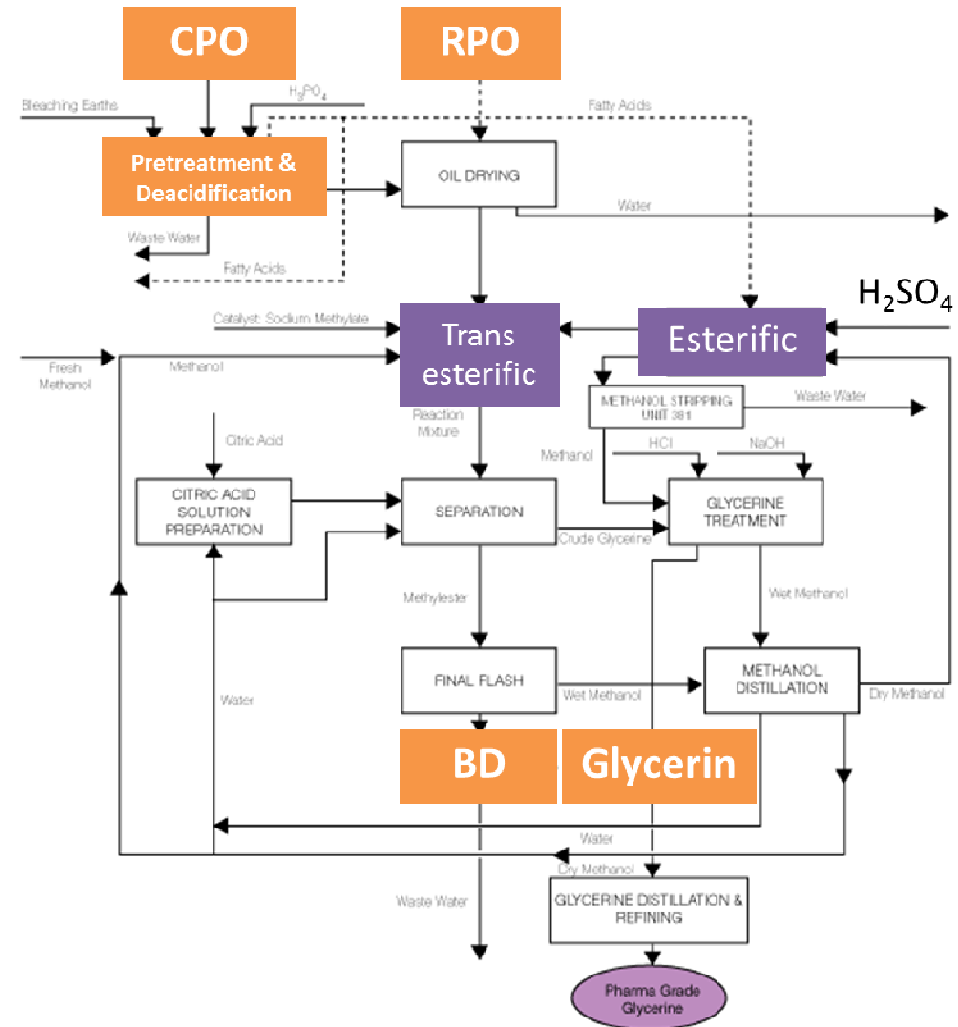 CPO
RPO
Bleaching Earths
H₃PO₄
Fatty Acids
Pretreatment &
Deacidification
OIL DRYING
Water
Waste Water
Fatty Acids
H₂SO₄
Catalyst: Sodium Methylate
Trans
esterific
Esterific
Fresh
Methanol
Methanol
METHANOL STRIPPING
UNIT 381
Waste Water
Reaction
Mixture
Citric Acid
Methanol
HCl
NaOH
CITRIC ACID
SOLUTION
PREPARATION
SEPARATION
GLYCERINE
TREATMENT
Crude Glycerine
Methylester
Wet Methanol
FINAL FLASH
METHANOL
DISTILLATION
Water
Wet Methanol
Dry Methanol
BD
Glycerin
Water
Dry Methanol
Waste Water
GLYCERINE DISTILLATION &
REFINING
Pharma Grade
Glycerine